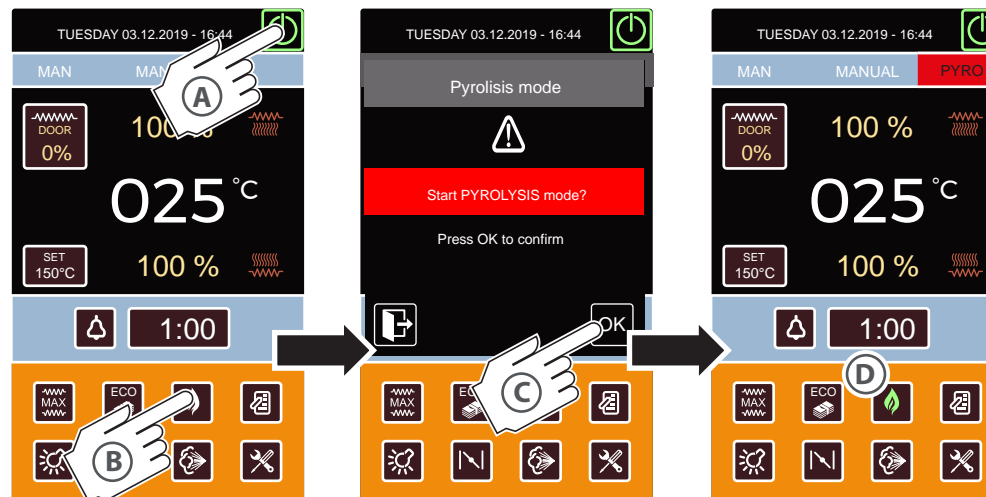 TUESDAY 03.12.2019 - 16:44
MAN MAN
A
DOOR 100 %
0%
025 °C
SET
150°C 100 %
1:00
MAX ECO
B
TUESDAY 03.12.2019 - 16:44
Pyrolisis mode
Start PYROLYSIS mode?
Press OK to confirm
OK
MAX
C
TUESDAY 03.12.2019 - 16:44
MAN MANUAL PYRO
DOOR 100 %
0%
025 °C
SET
150°C 100 %
1:00
D
MAX ECO